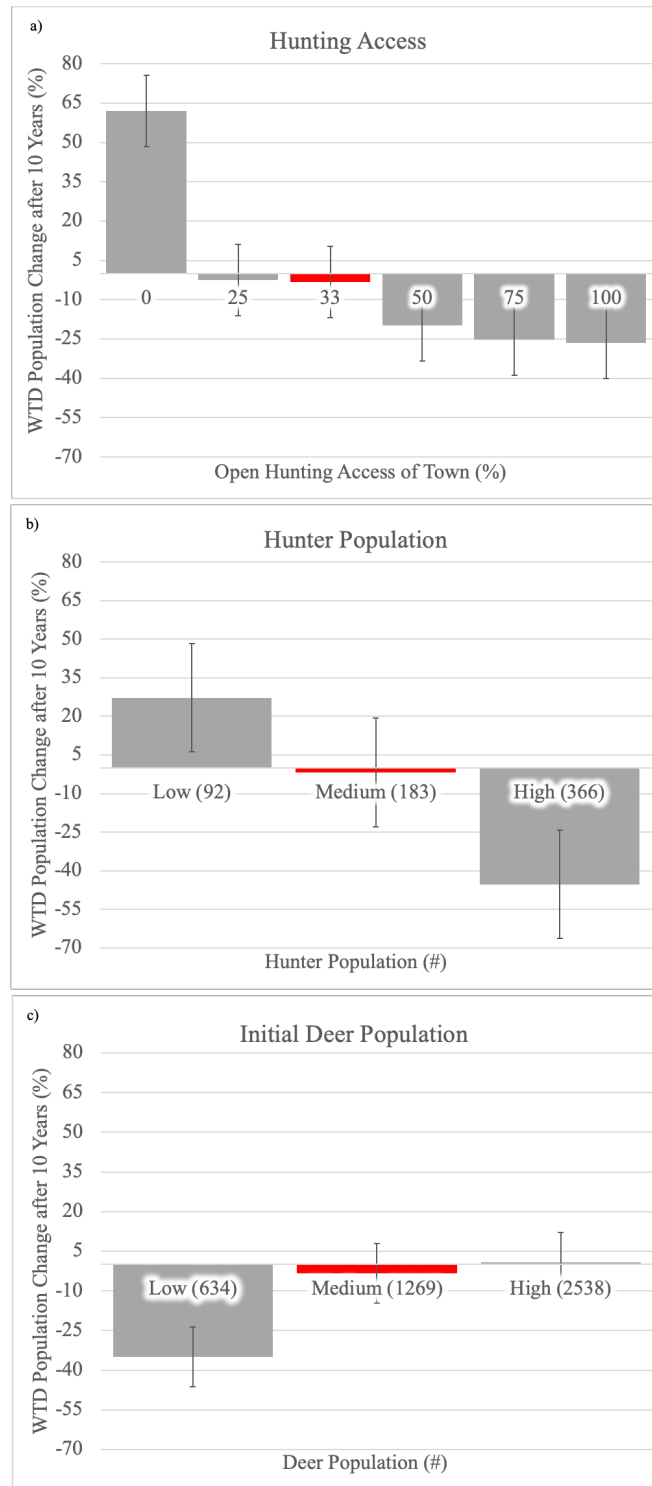 a)
Hunting Access
WTD Population Change after 10 Years (%)
80
65
50
35
20
5
-10
-25
-40
-55
-70
0
25
33
50
75
100
Open Hunting Access of Town (%)
b)
Hunter Population
WTD Population Change after 10 Years (%)
80
65
50
35
20
5
-10
-25
-40
-55
-70
Low (92)
Medium (183)
High (366)
Hunter Population (#)
c)
Initial Deer Population
WTD Population Change after 10 Years (%)
80
65
50
35
20
5
-10
-25
-40
-55
-70
Low (634)
Medium (1269)
High (2538)
Deer Population (#)